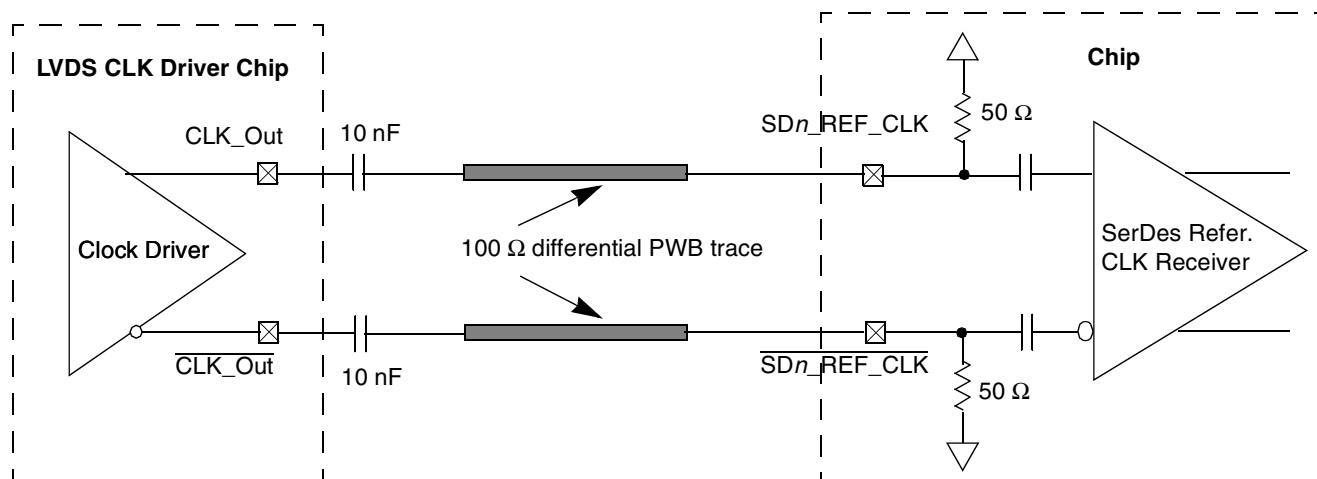 LVDS CLK Driver Chip
Chip
CLK_Out
10 nF
SDn_REF_CLK
50 Ω
Clock Driver
100 Ω differential PWB trace
SerDes Refer.
CLK Receiver
CLK_Out
10 nF
SDn_REF_CLK
50 Ω